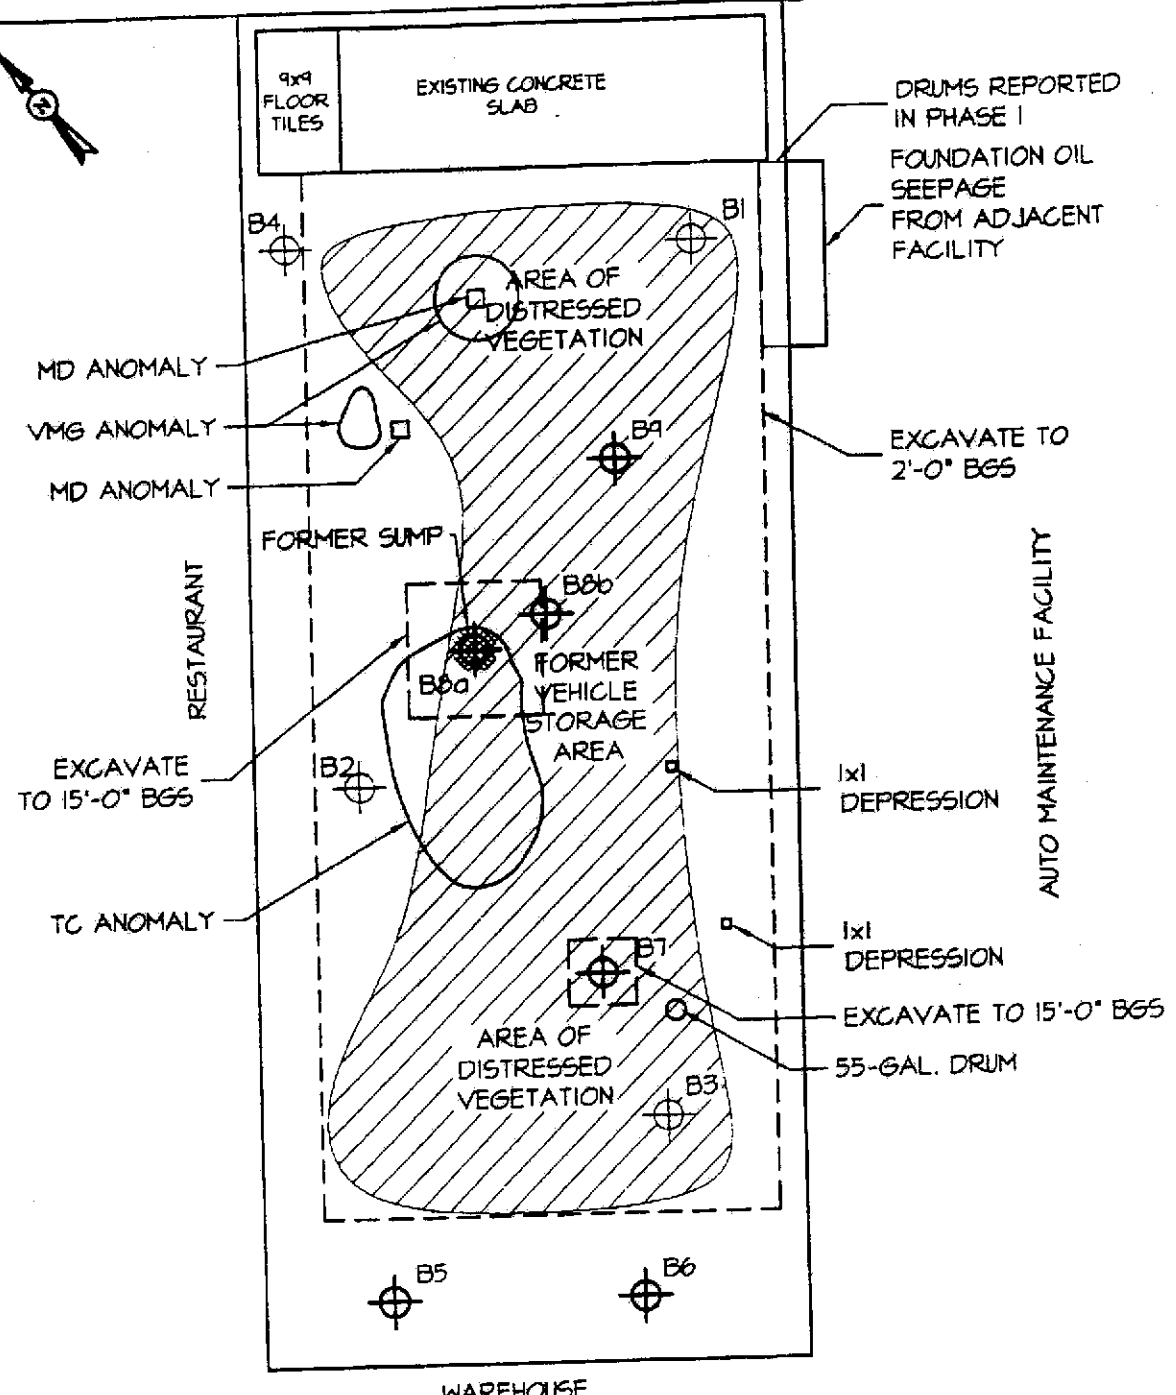 9x9
FLOOR
TILES
EXISTING CONCRETE
SLAB
DRUMS REPORTED
IN PHASE 1
FOUNDATION OIL
SEEPAGE
FROM ADJACENT
FACILITY
B4
B1
AREA OF
DISTRESSED
VEGETATION
MD ANOMALY
VMG ANOMALY
MD ANOMALY
B9
EXCAVATE TO
2'-0" BGS
FORMER SUMP
RESTAURANT
B8b
B8a
FORMER
VEHICLE
STORAGE
AREA
AUTO MAINTENANCE FACILITY
EXCAVATE
TO 15'-0" BGS
B2
1x1
DEPRESSION
TC ANOMALY
1x1
DEPRESSION
B7
EXCAVATE TO 15'-0" BGS
55-GAL. DRUM
AREA OF
DISTRESSED
VEGETATION
B3
B5
B6
WAREHOUSE